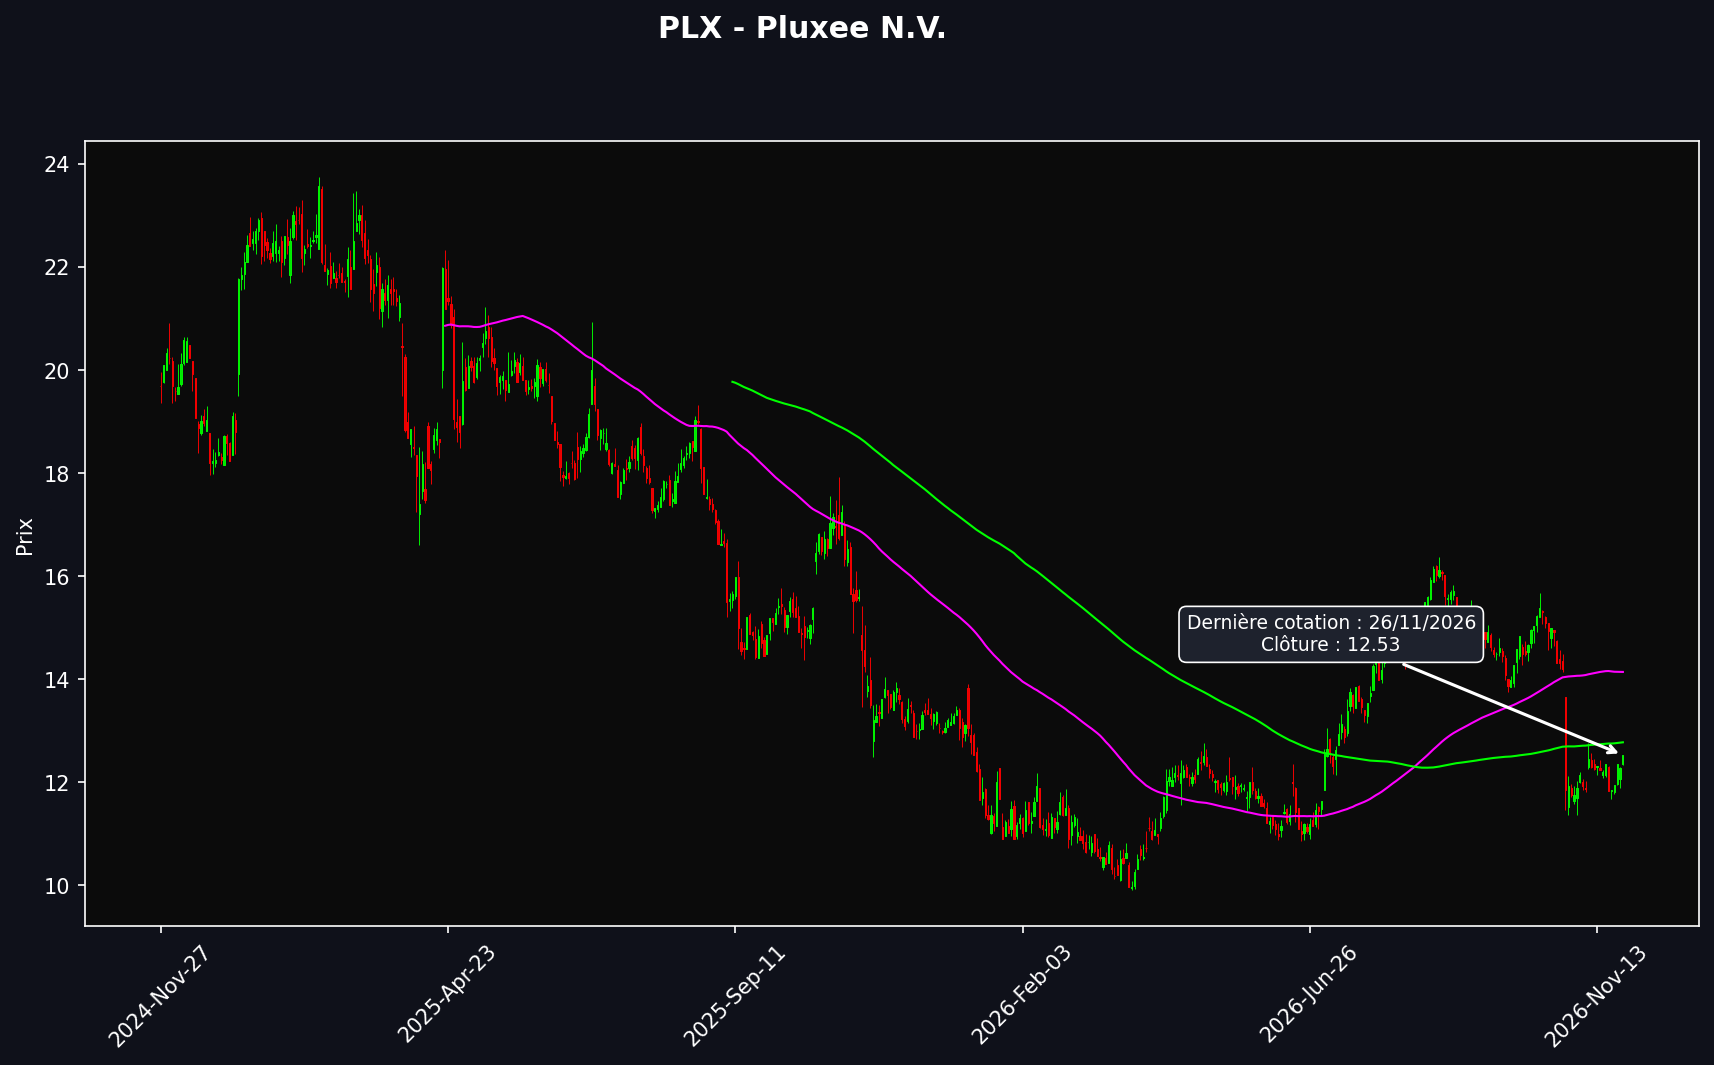 PLX - Pluxee N.V.
24
22
20
18
16
14
12
10
Prix
Dernière cotation : 26/11/2026
Clôture : 12.53
2024-Nov-27
2025-Apr-23
2025-Sep-11
2026-Feb-03
2026-Jun-26
2026-Nov-13